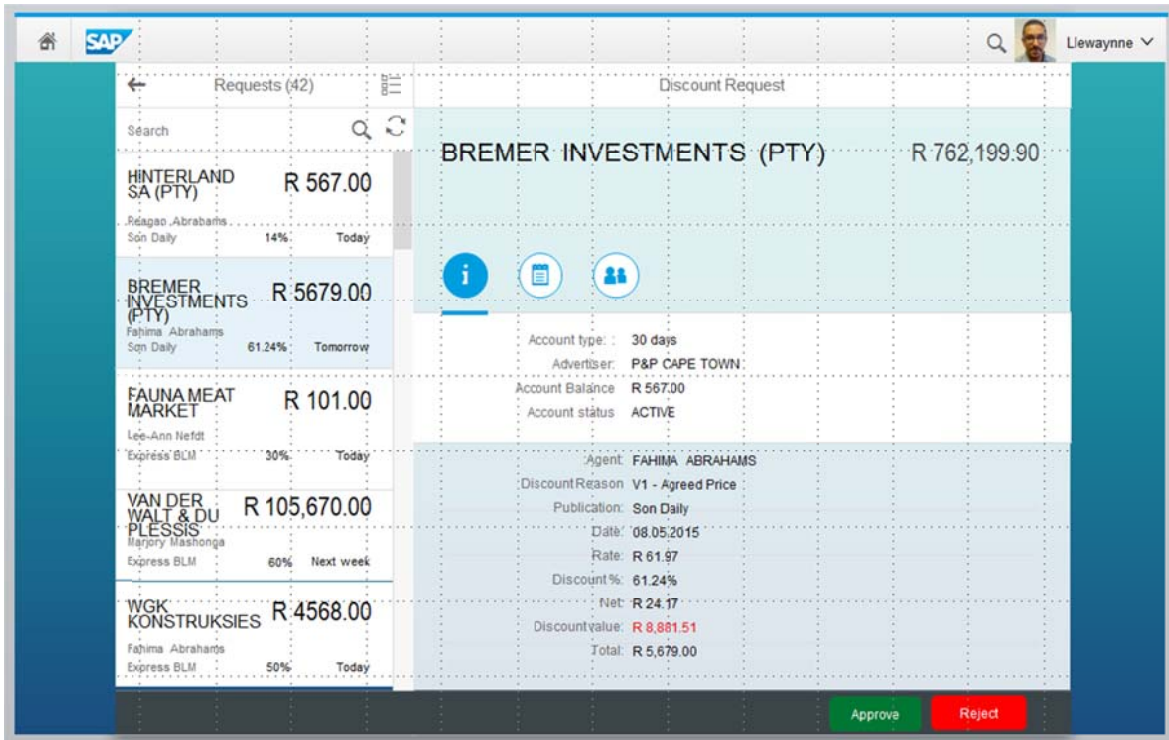 SAP
Llewaynne
Requests (42)
Search
HINTERLAND
SA (PTY)
R 567.00
Reagan Abrahams
Son Daily 14% Today
BREMER
INVESTMENTS
(PTY)
R 5679.00
Fahima Abrahams
Son Daily 61.24% Tomorrow
FAUNA MEAT
MARKET
R 101.00
Lee-Ann Nefdt
Express BLM 30% Today
VAN DER
WALT & DU
PLESSIS
R 105,670.00
Marjory Mashonga
Express BLM 60% Next week
WGK
KONSTRUKSIES
R 4568.00
Fahima Abrahams
Express BLM 50% Today
Discount Request
BREMER INVESTMENTS (PTY) R 762,199.90
i
Account type: : 30 days
Advertiser: P&P CAPE TOWN
Account Balance R 567.00
Account status ACTIVE
Agent FAHIMA ABRAHAMS
Discount Reason V1 - Agreed Price
Publication: Son Daily
Date: 08.05.2015
Rate: R 61.97
Discount %: 61.24%
Net: R 24.17
Discount value: R 8,881.51
Total: R 5,679.00
Approve Reject